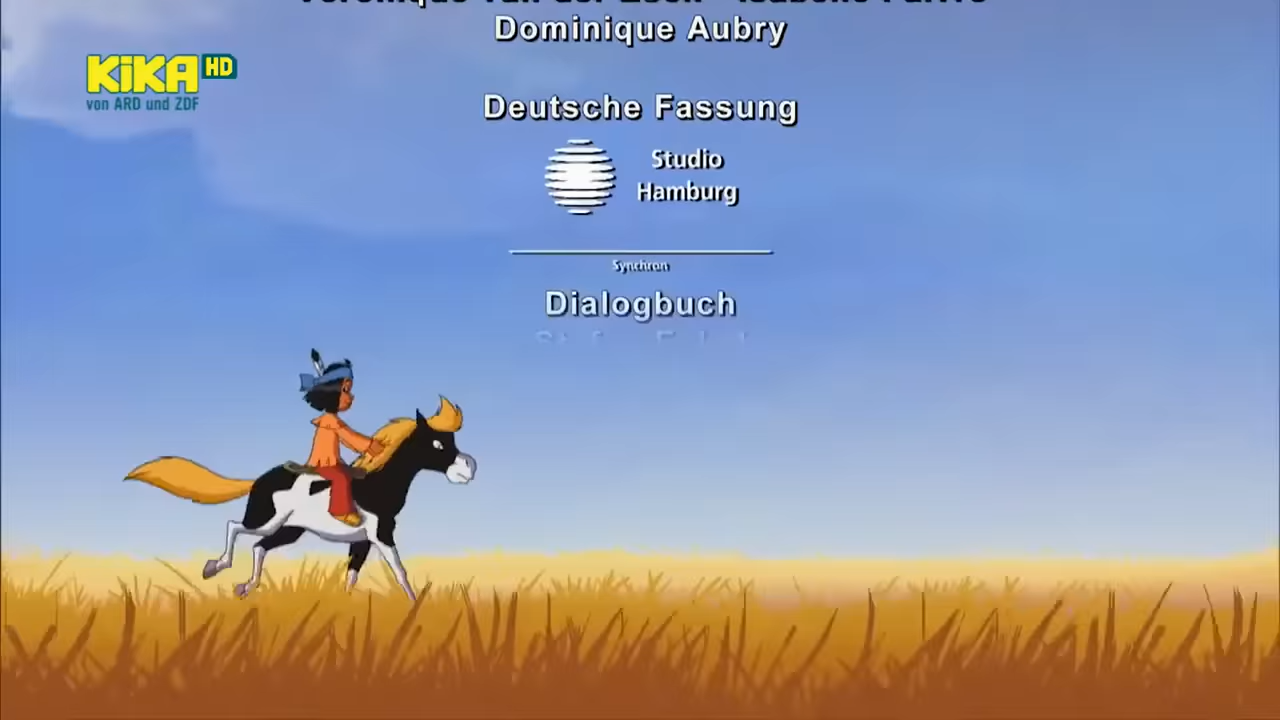 Dominique Aubry
KiKA HD
von ARD und ZDF
Deutsche Fassung
Studio
Hamburg
Synchron
Dialogbuch